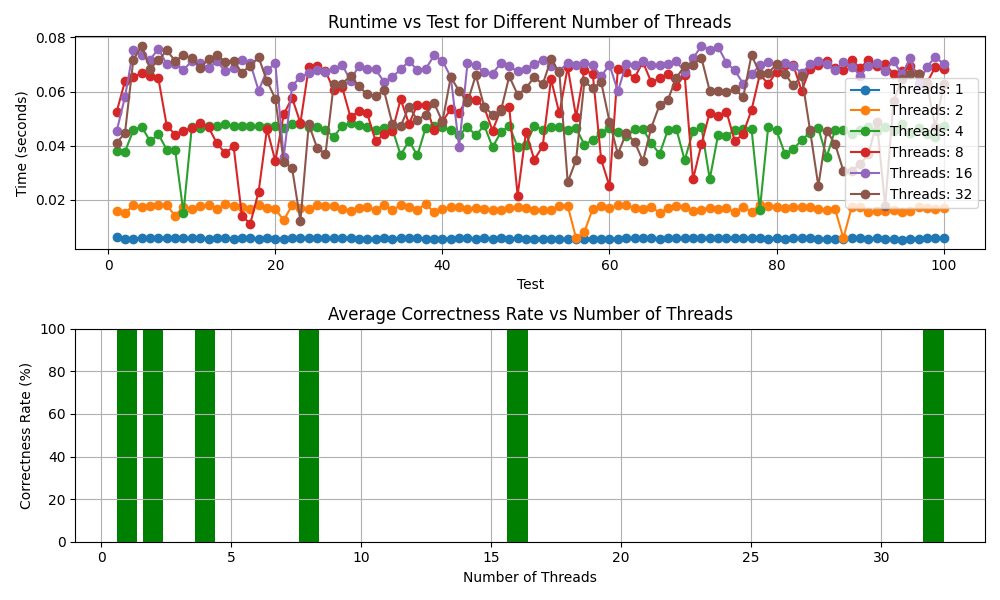 Runtime vs Test for Different Number of Threads
Time (seconds)
0.08
0.06
0.04
0.02
Threads: 1
Threads: 2
Threads: 4
Threads: 8
Threads: 16
Threads: 32
0 20 40 60 80 100
Test
Average Correctness Rate vs Number of Threads
Correctness Rate (%)
100
80
60
40
20
0
0 5 10 15 20 25 30
Number of Threads